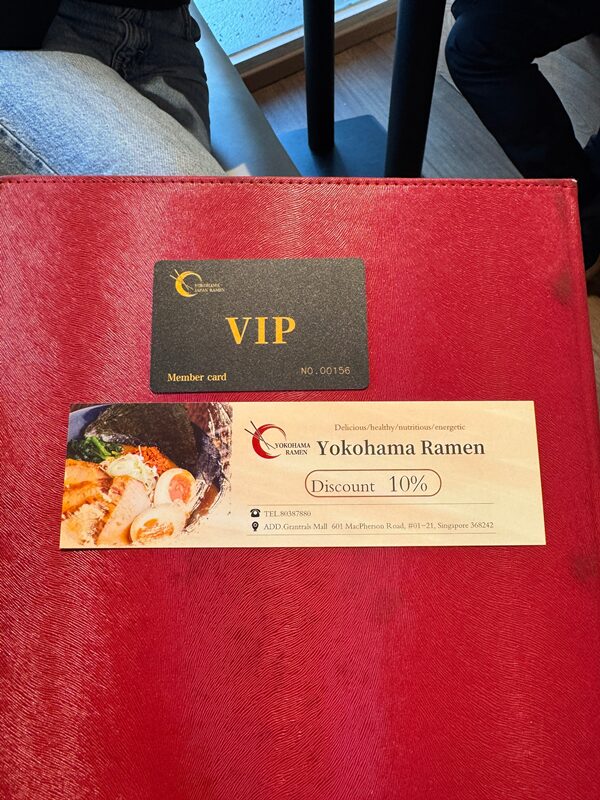 YOKOHAMA
JAPAN RAMEN
VIP
Member card
NO.00156
Delicious/healthy/nutritious/energetic
YOKOHAMA
RAMEN
Yokohama Ramen
Discount 10%
TEL.80387880
ADD.Grantrals Mall 601 MacPherson Road, #01-21, Singapore 368242